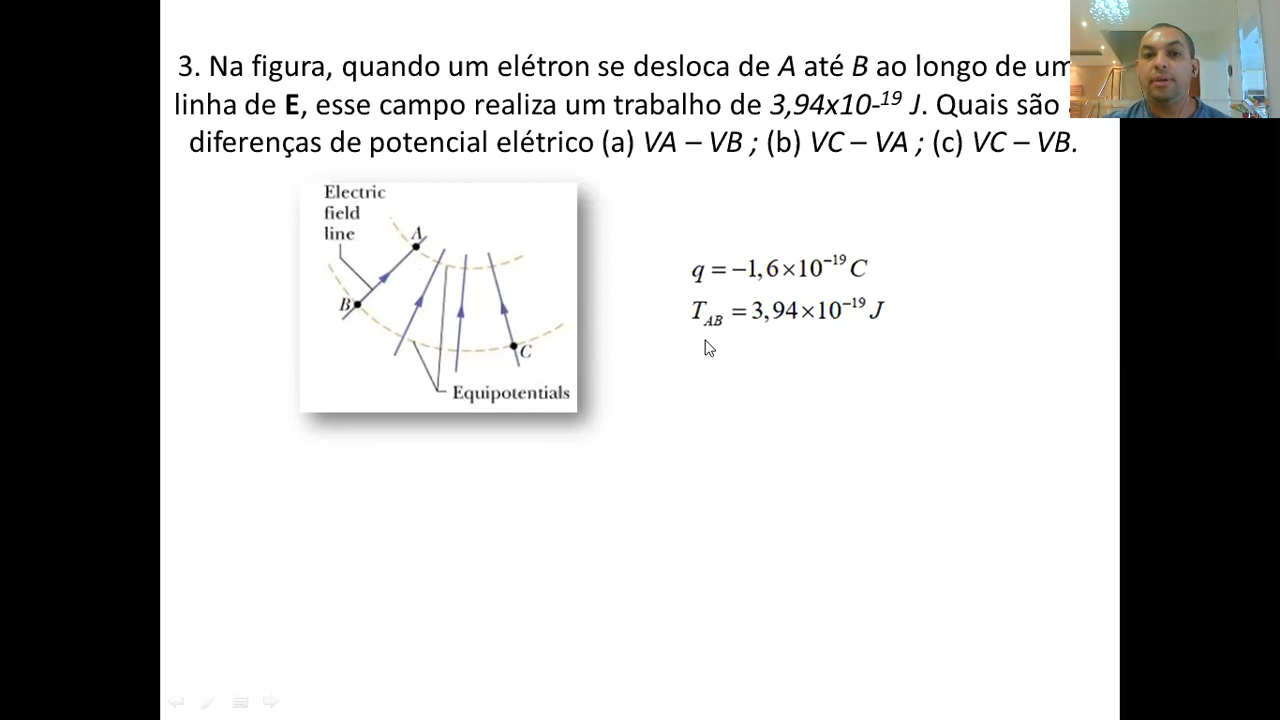 3. Na figura, quando um elétron se desloca de A até B ao longo de um
linha de E, esse campo realiza um trabalho de 3,94x10-¹⁹ J. Quais são
diferenças de potencial elétrico (a) VA – VB ; (b) VC – VA ; (c) VC – VB.
Electric
field
line
A
B
C
Equipotentials
q = −1,6×10⁻¹⁹ C
T_AB = 3,94×10⁻¹⁹ J